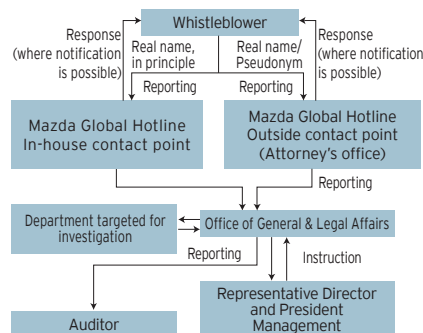 Whistleblower
Response
(where notification
is possible)
Real name,
in principle
Real name/
Pseudonym
Response
(where notification
is possible)
Reporting
Reporting
Mazda Global Hotline
In-house contact point
Mazda Global Hotline
Outside contact point
(Attorney's office)
Reporting
Department targeted for
investigation
Office of General & Legal Affairs
Reporting
Instruction
Auditor
Representative Director
and President
Management